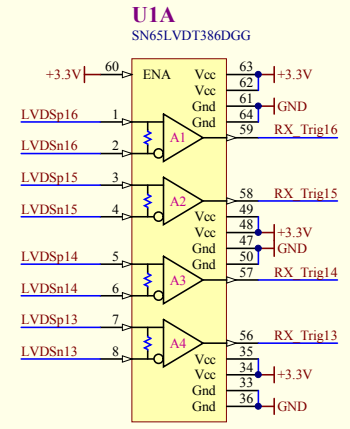 U1A
SN65LVDT386DGG
+3.3V 60 ENA Vcc 63 +3.3V
Vcc 62
Gnd 61 GND
Gnd 64
LVDSp16 1 A1 59 RX_Trig16
LVDSn16 2
LVDSp15 3 A2 58 RX_Trig15
LVDSn15 4 Vcc 49
Vcc 48 +3.3V
Gnd 47 GND
Gnd 50
LVDSp14 5 A3 57 RX_Trig14
LVDSn14 6
LVDSp13 7 A4 56 RX_Trig13
LVDSn13 8 Vcc 35
Vcc 34 +3.3V
Gnd 33
Gnd 36 GND